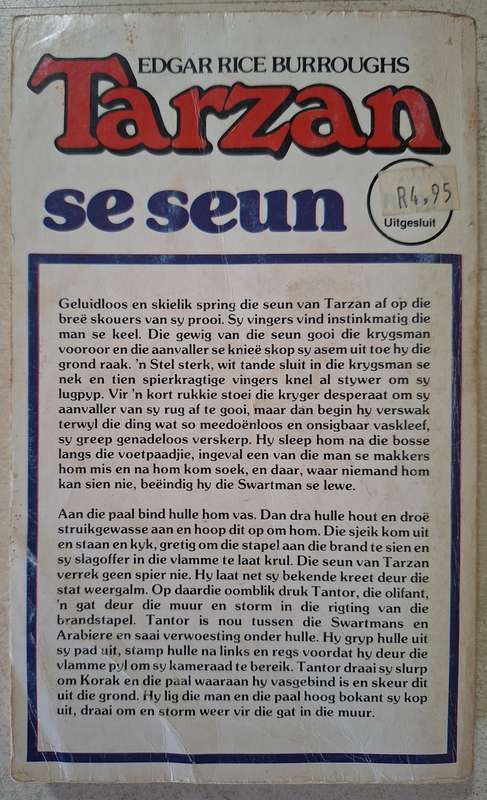 EDGAR RICE BURROUGHS
Tarzan
se seun
R4,95
Uitgesluit
Geluidloos en skielik spring die seun van Tarzan af op die
breë skouers van sy prooi. Sy vingers vind instinkmatig die
man se keel. Die gewig van die seun gooi die krygsman
vooroor en die aanvaller se knieë skop sy asem uit toe hy die
grond raak. 'n Stel sterk, wit tande sluit in die krygsman se
nek en tien spierkragtige vingers knel al stywer om sy
lugpyp. Vir 'n kort rukkie stoei die kryger desperaat om sy
aanvaller van sy rug af te gooi, maar dan begin hy verswak
terwyl die ding wat so meedoënloos en onsigbaar vaskleef,
sy greep genadeloos verskerp. Hy sleep hom na die bosse
langs die voetpaadjie, ingeval een van die man se makkers
hom mis en na hom kom soek, en daar, waar niemand hom
kan sien nie, beëindig hy die Swartman se lewe.
Aan die paal bind hulle hom vas. Dan dra hulle hout en droë
struikgewasse aan en hoop dit op om hom. Die sjeik kom uit
en staan en kyk, gretig om die stapel aan die brand te sien en
sy slagoffer in die vlamme te laat krul. Die seun van Tarzan
verrek geen spier nie. Hy laat net sy bekende kreet deur die
stat weergalm. Op daardie oomblik druk Tantor, die olifant,
'n gat deur die muur en storm in die rigting van die
brandstapel. Tantor is nou tussen die Swartmans en
Arabiere en saai verwoesting onder hulle. Hy gryp hulle uit
sy pad uit, stamp hulle na links en regs voordat hy deur die
vlamme pyl om sy kameraad te bereik. Tantor draai sy slurp
om Korak en die paal waaraan hy vasgebind is en skeur dit
uit die grond. Hy lig die man en die paal hoog bokant sy kop
uit, draai om en storm weer vir die gat in die muur.